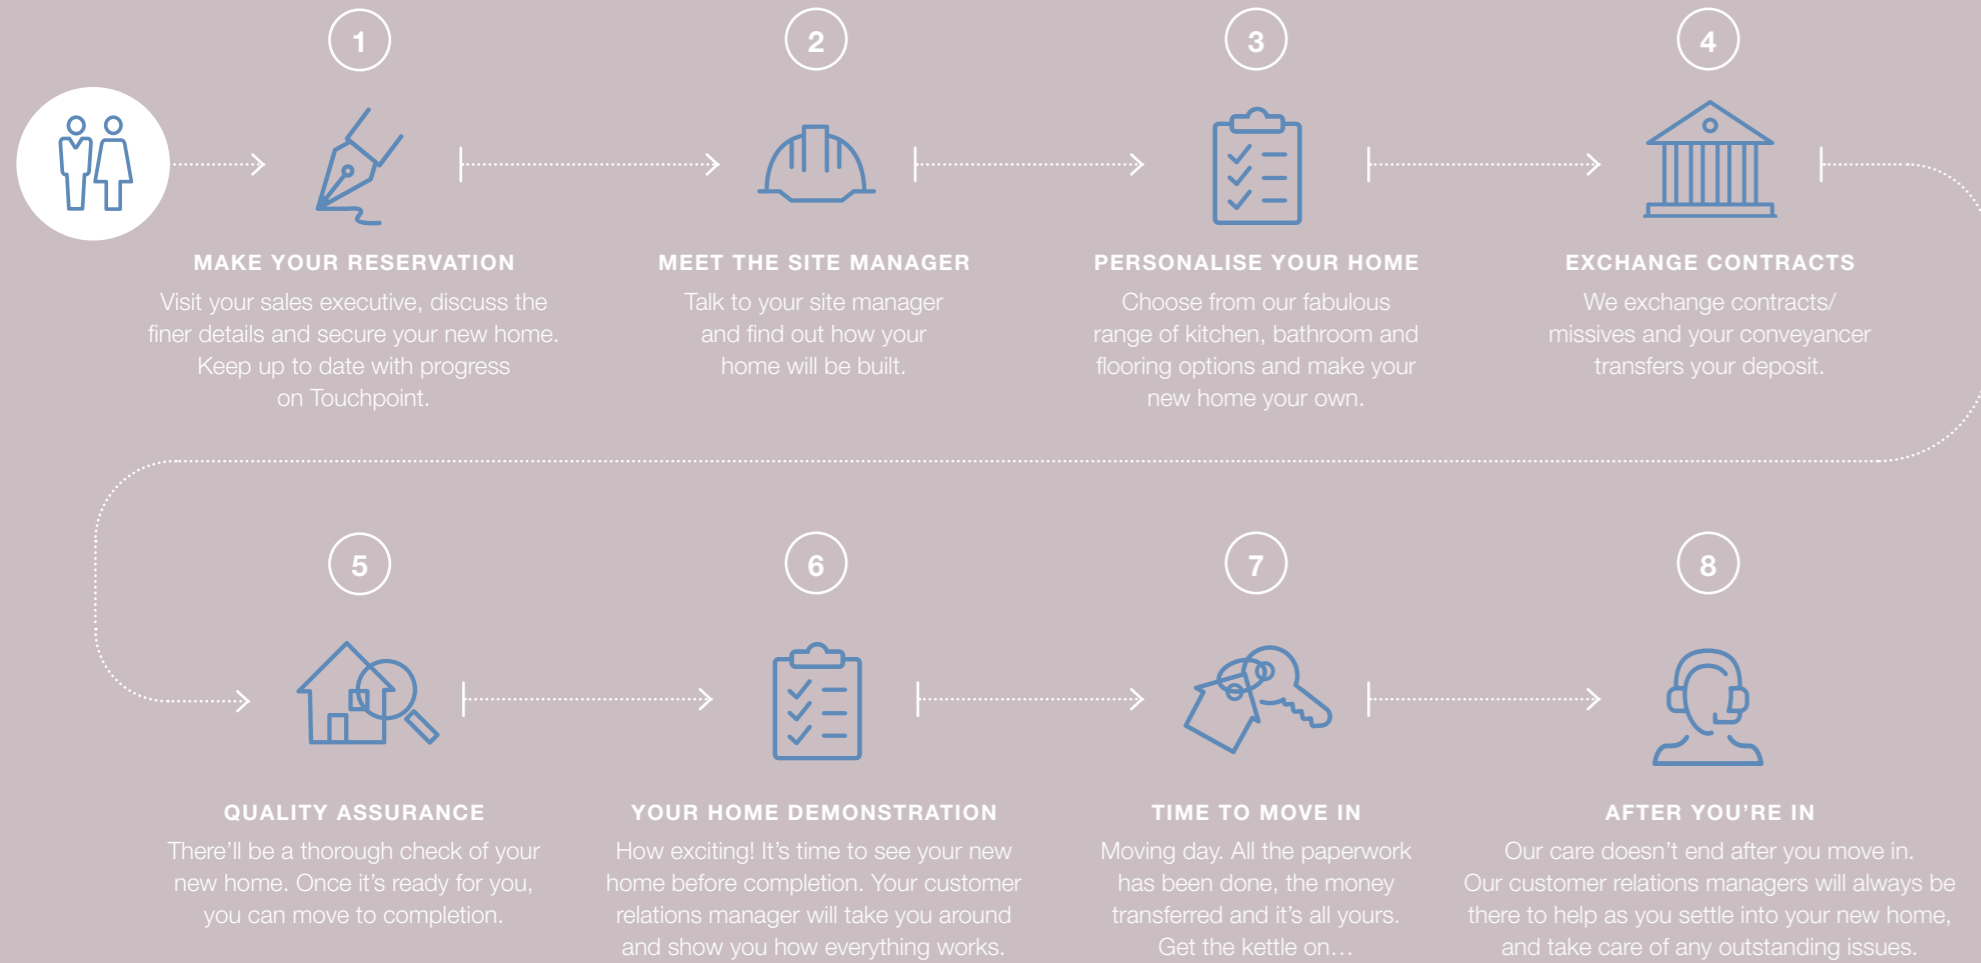 1
MAKE YOUR RESERVATION
Visit your sales executive, discuss the
finer details and secure your new home.
Keep up to date with progress
on Touchpoint.
2
MEET THE SITE MANAGER
Talk to your site manager
and find out how your
home will be built.
3
PERSONALISE YOUR HOME
Choose from our fabulous
range of kitchen, bathroom and
flooring options and make your
new home your own.
4
EXCHANGE CONTRACTS
We exchange contracts/
missives and your conveyancer
transfers your deposit.
5
QUALITY ASSURANCE
There'll be a thorough check of your
new home. Once it's ready for you,
you can move to completion.
6
YOUR HOME DEMONSTRATION
How exciting! It's time to see your new
home before completion. Your customer
relations manager will take you around
and show you how everything works.
7
TIME TO MOVE IN
Moving day. All the paperwork
has been done, the money
transferred and it's all yours.
Get the kettle on…
8
AFTER YOU'RE IN
Our care doesn't end after you move in.
Our customer relations managers will always be
there to help as you settle into your new home,
and take care of any outstanding issues.